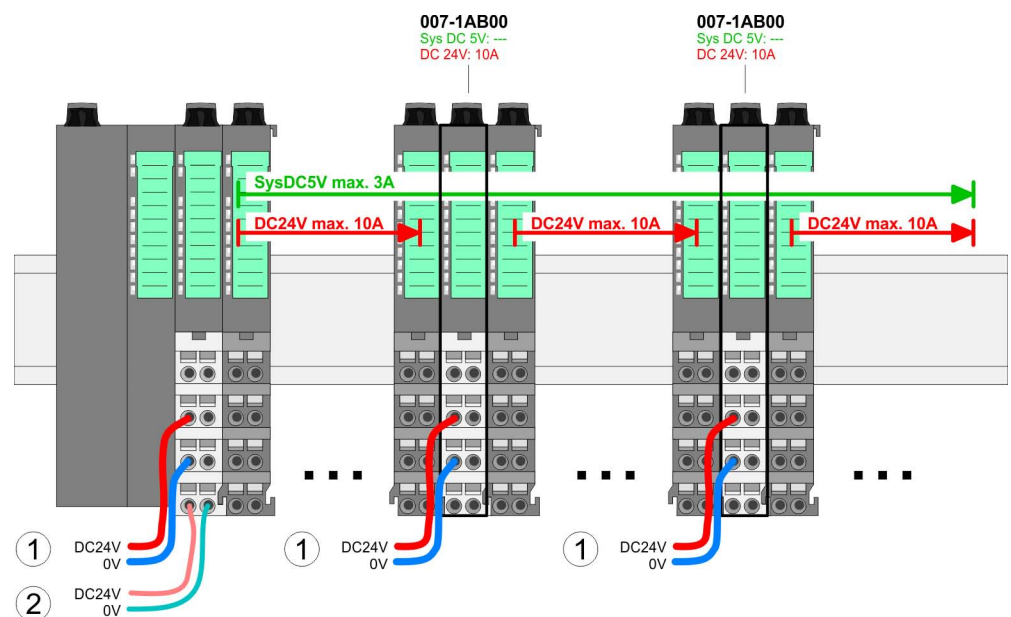 007-1AB00
Sys DC 5V: ---
DC 24V: 10A
007-1AB00
Sys DC 5V: ---
DC 24V: 10A
SysDC5V max. 3A
DC24V max. 10A
DC24V max. 10A
DC24V max. 10A
1
DC24V
0V
1
DC24V
0V
1
DC24V
0V
2
DC24V
0V